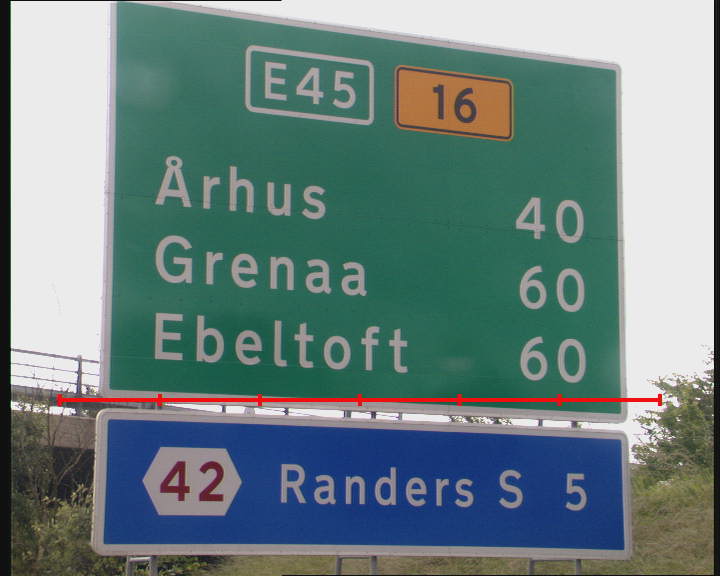 E45 16
Århus 40
Grenaa 60
Ebeltoft 60
42 Randers S 5